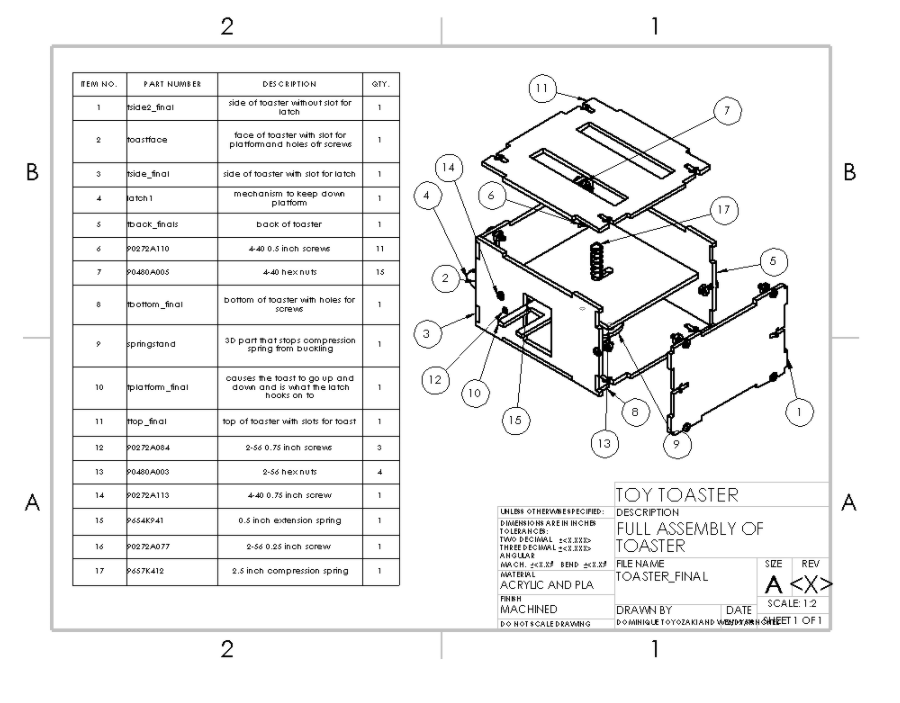 2 1
ITEM NO. PART NUMBER DESCRIPTION QTY.
1 tside2_final side of toaster without slot for latch 1
2 toastface face of toaster with slot for platformand holes ofr screws 1
3 tside_final side of toaster with slot for latch 1
4 latch1 mechanism to keep down platform 1
5 tback_finals back of toaster 1
6 90272A110 4-40 0.5 inch screws 11
7 90480A005 4-40 hex nuts 15
8 tbottom_final bottom of toaster with holes for screws 1
9 springstand 3D part that stops compression spring from buckling 1
10 tplatform_final causes the toast to go up and down and is what the latch hooks on to 1
11 ttop_final top of toaster with slots for toast 1
12 90272A084 2-56 0.75 inch screws 3
13 90480A003 2-56 hex nuts 4
14 90272A113 4-40 0.75 inch screw 1
15 9654K941 0.5 inch extension spring 1
16 90272A077 2-56 0.25 inch screw 1
17 9657K412 2.5 inch compression spring 1
B B
A A
11
7
14
4
6
17
5
2
3
12
10
15
8
13
9
1
UNLESS OTHERWISE SPECIFIED:
DIMENSIONS ARE IN INCHES
TOLERANCES:
TWO DECIMAL ±<X.XXX>
THREE DECIMAL ±<X.XXX>
ANGULAR
MACH. ±<X.X# BEND ±<X.X#
MATERIAL
ACRYLIC AND PLA
FINISH
MACHINED
DO NOT SCALE DRAWING
TOY TOASTER
DESCRIPTION
FULL ASSEMBLY OF
TOASTER
FILE NAME
TOASTER_FINAL
SIZE
A
REV
<X>
SCALE: 1:2
DRAWN BY DATE
DOMINIQUE TOYOZAKI AND
SHEET 1 OF 1
2 1